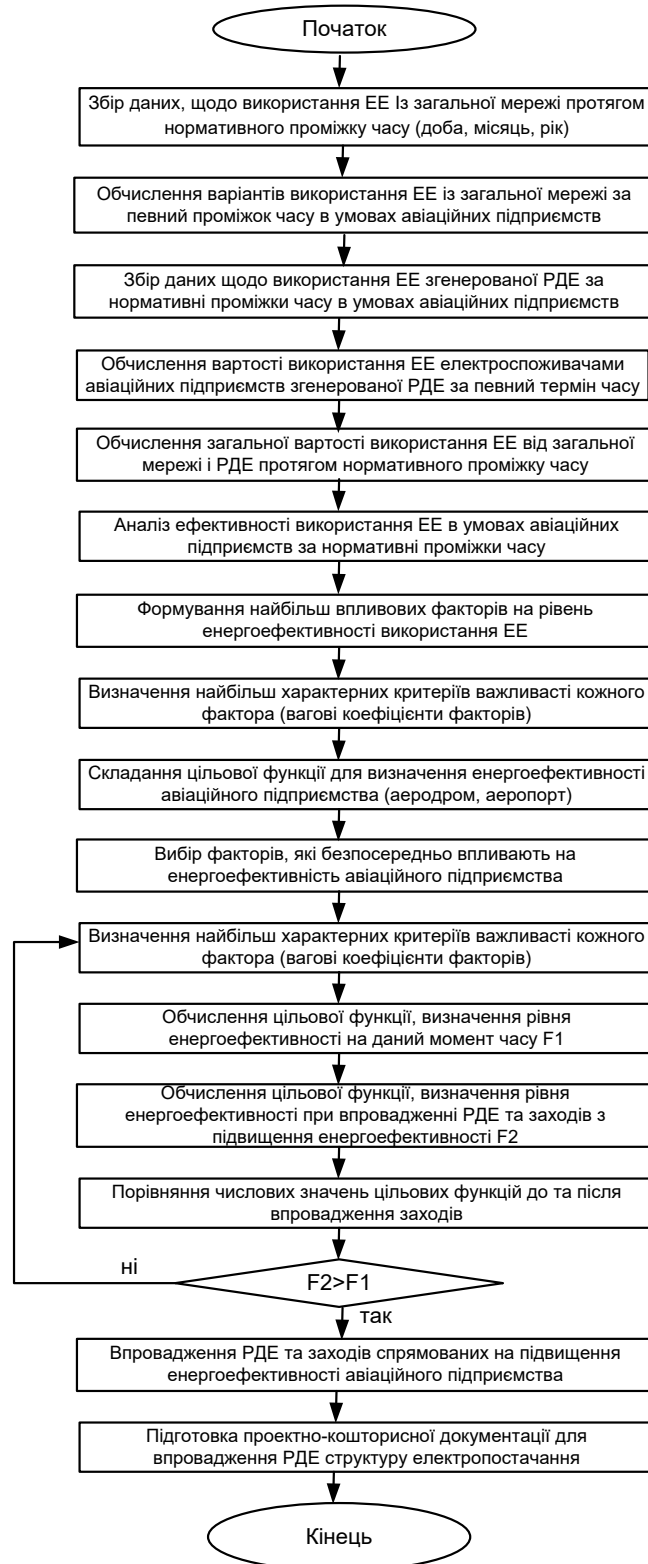 Початок
Збір даних, щодо використання ЕЕ Із загальної мережі протягом
нормативного проміжку часу (доба, місяць, рік)
Обчислення варіантів використання ЕЕ із загальної мережі за
певний проміжок часу в умовах авіаційних підприємств
Збір даних щодо використання ЕЕ згенерованої РДЕ за
нормативні проміжки часу в умовах авіаційних підприємств
Обчислення вартості використання ЕЕ електроспоживачами
авіаційних підприємств згенерованої РДЕ за певний термін часу
Обчислення загальної вартості використання ЕЕ від загальної
мережі і РДЕ протягом нормативного проміжку часу
Аналіз ефективності використання ЕЕ в умовах авіаційних
підприємств за нормативні проміжки часу
Формування найбільш впливових факторів на рівень
енергоефективності використання ЕЕ
Визначення найбільш характерних критеріїв важливасті кожного
фактора (вагові коефіцієнти факторів)
Складання цільової функції для визначення енергоефективності
авіаційного підприємства (аеродром, аеропорт)
Вибір факторів, які безпосередньо впливають на
енергоефективність авіаційного підприємства
Визначення найбільш характерних критеріїв важливасті кожного
фактора (вагові коефіцієнти факторів)
Обчислення цільової функції, визначення рівня
енергоефективності на даний момент часу F1
Обчислення цільової функції, визначення рівня
енергоефективності при впровадженні РДЕ та заходів з
підвищення енергоефективності F2
Порівняння числових значень цільових функцій до та після
впровадження заходів
ні
F2>F1
так
Впровадження РДЕ та заходів спрямованих на підвищення
енергоефективності авіаційного підприємства
Підготовка проектно-кошторисної документації для
впровадження РДЕ структуру електропостачання
Кінець